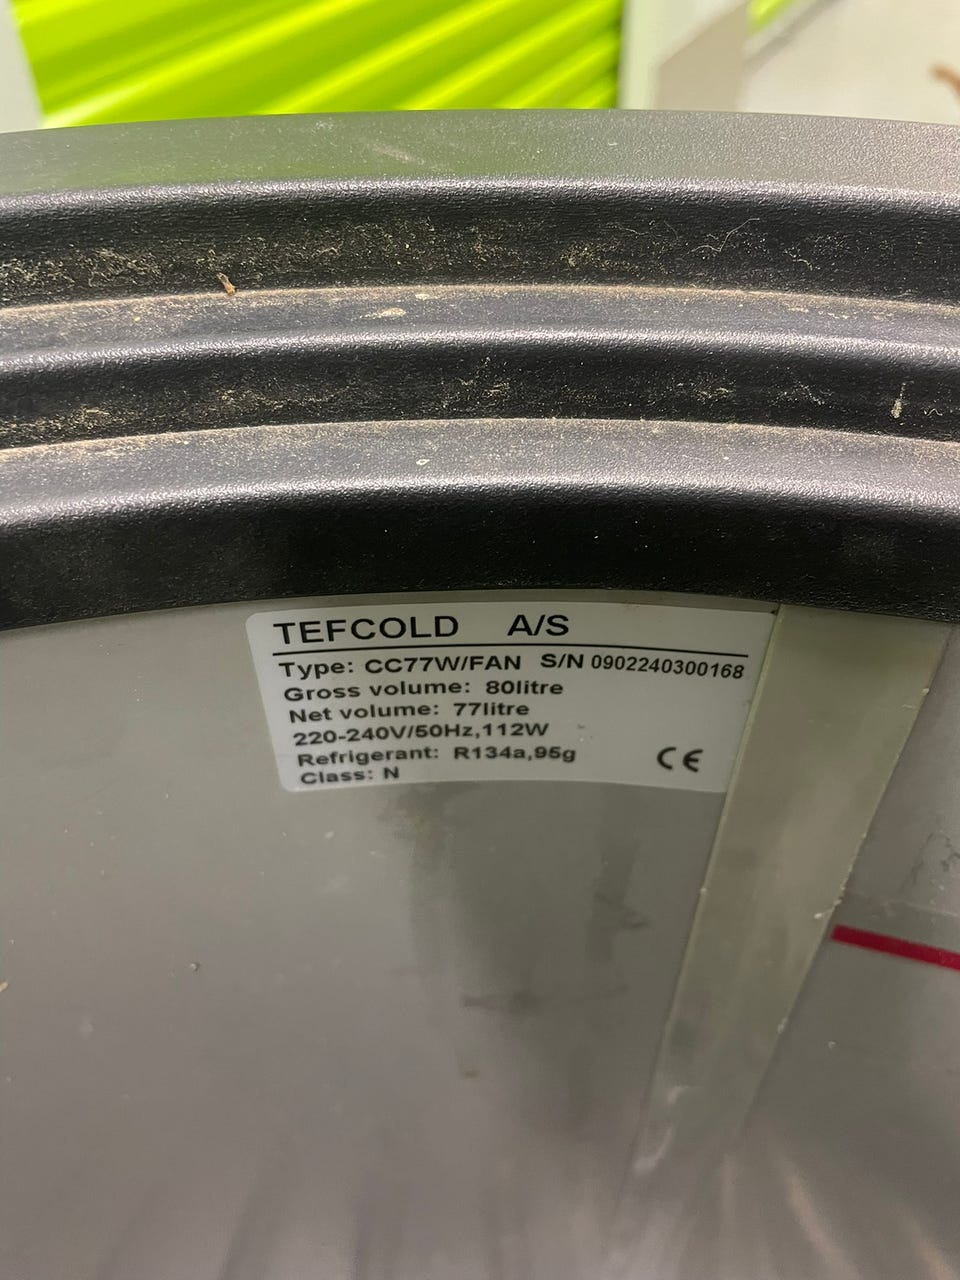 TEFCOLD A/S
Type: CC77W/FAN S/N 0902240300168
Gross volume: 80litre
Net volume: 77litre
220-240V/50Hz,112W
Refrigerant: R134a,95g
Class: N CE